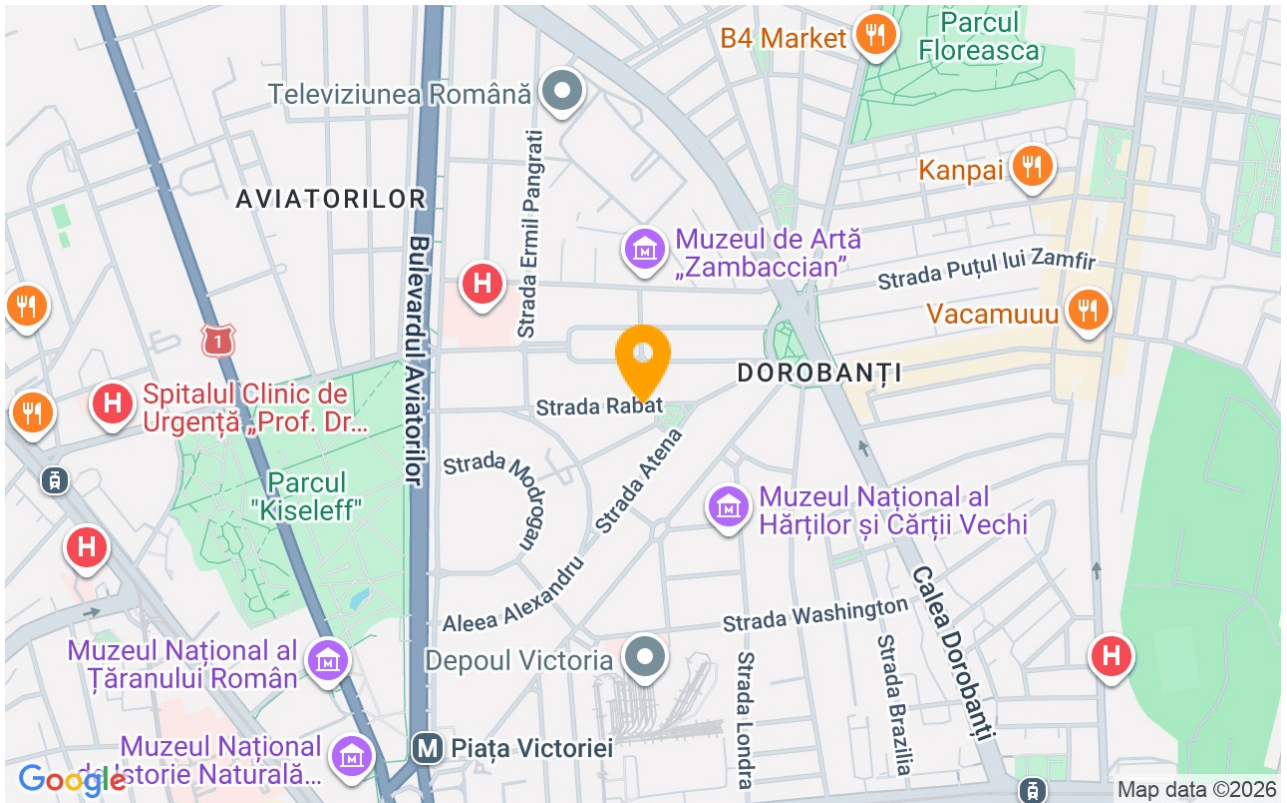 B4 Market
Parcul
Floreasca
Televiziunea Română
Kanpai
AVIATORILOR
Strada Ermil Pangrati
Bulevardul Aviatorilor
Muzeul de Artă
„Zambaccian”
Strada Puțul lui Zamfir
Vacamuuu
1
H
DOROBANȚI
H
Spitalul Clinic de
Urgență „Prof. Dr...
Strada Rabat
Strada Modrogan
Strada Atena
Parcul
"Kiseleff"
Muzeul Național al
Hărților și Cărții Vechi
H
Aleea Alexandru
Strada Washington
Calea Dorobanți
Muzeul Național al
Țăranului Român
Depoul Victoria
H
Strada Londra
Strada Brazilia
M Piața Victoriei
Muzeul Național
de Istorie Naturală...
Google
Map data ©2026